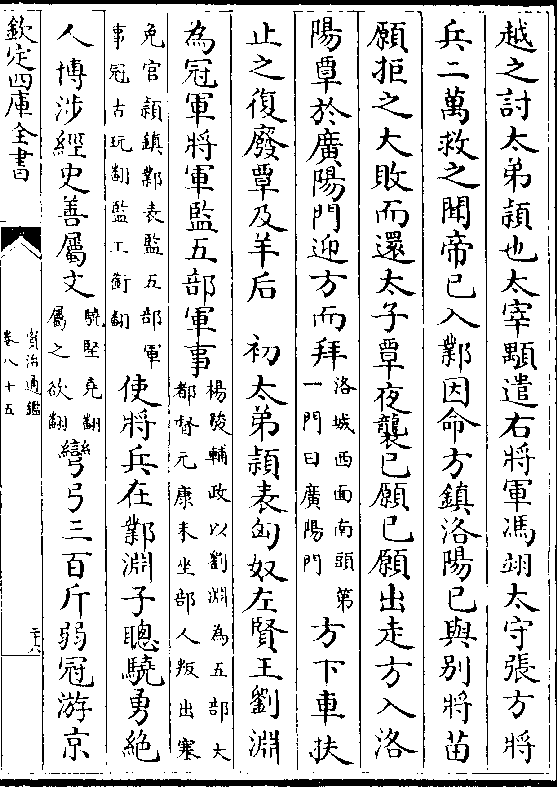 越之討太弟頴也太宰顒遣右將軍馮翊太守張方將
兵二萬救之聞帝已入鄴因命方鎮洛陽已與别將苗
願拒之大敗而還太子覃夜襲已願已願出走方入洛
陽覃於廣陽門迎方而拜洛城西面南頭第一門曰廣陽門方下車扶
止之復廢覃及羊后　初太弟頴表匈奴左賢王劉淵
為冠軍將軍監五部軍事楊駿輔政以劉淵為五部大都督元康末坐部人叛出塞
免官頴鎮鄴表監五部軍事冠古玩翻監工衘翻使將兵在鄴淵子聰驍勇絶
人博涉經史善屬文驍堅堯翻屬之欲翻彎弓三百斤弱冠游京
欽定四庫全書
資治通鑑
卷八十五